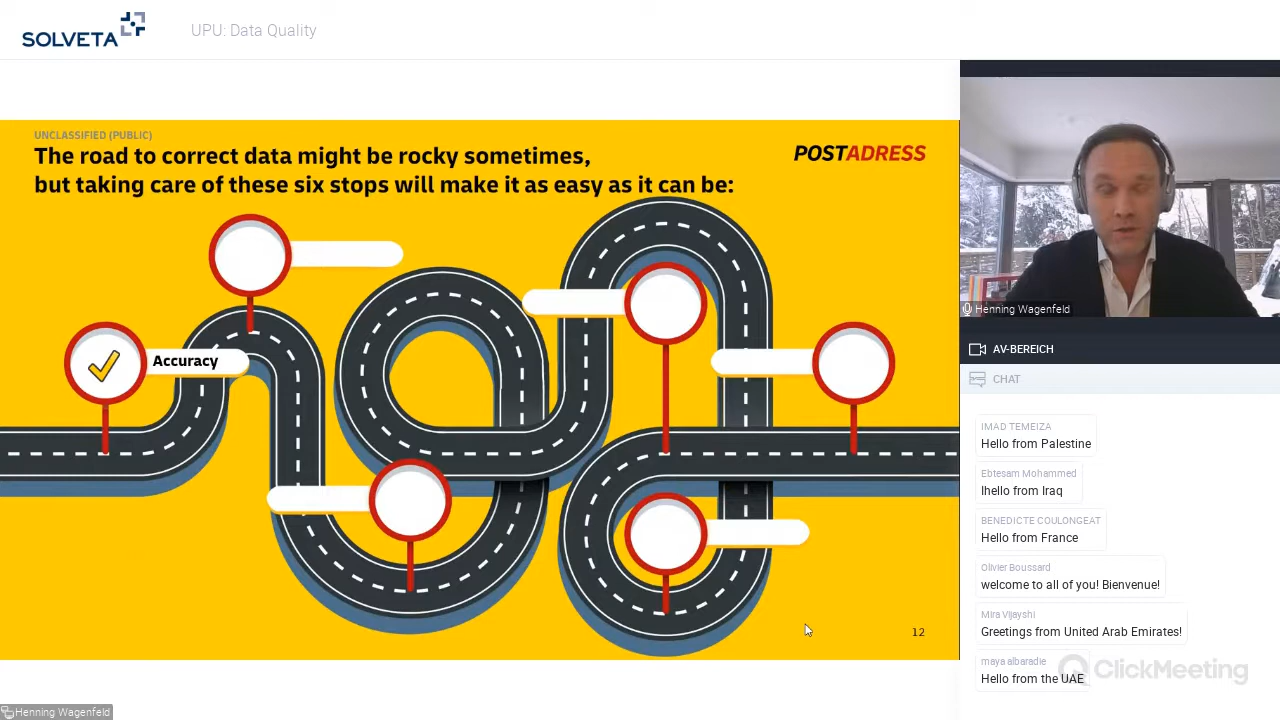 SOLVETA
UPU: Data Quality
UNCLASSIFIED (PUBLIC)
The road to correct data might be rocky sometimes,
but taking care of these six stops will make it as easy as it can be:
POSTADRESS
Accuracy
12
Henning Wagenfeld
Henning Wagenfeld
AV-BEREICH
CHAT
IMAD TEMEIZA
Hello from Palestine
Ebtesam Mohammed
lhello from Iraq
BENEDICTE COULONGEAT
Hello from France
Olivier Boussard
welcome to all of you! Bienvenue!
Mira Vijayshi
Greetings from United Arab Emirates!
maya albaradie
Hello from the UAE
ClickMeeting